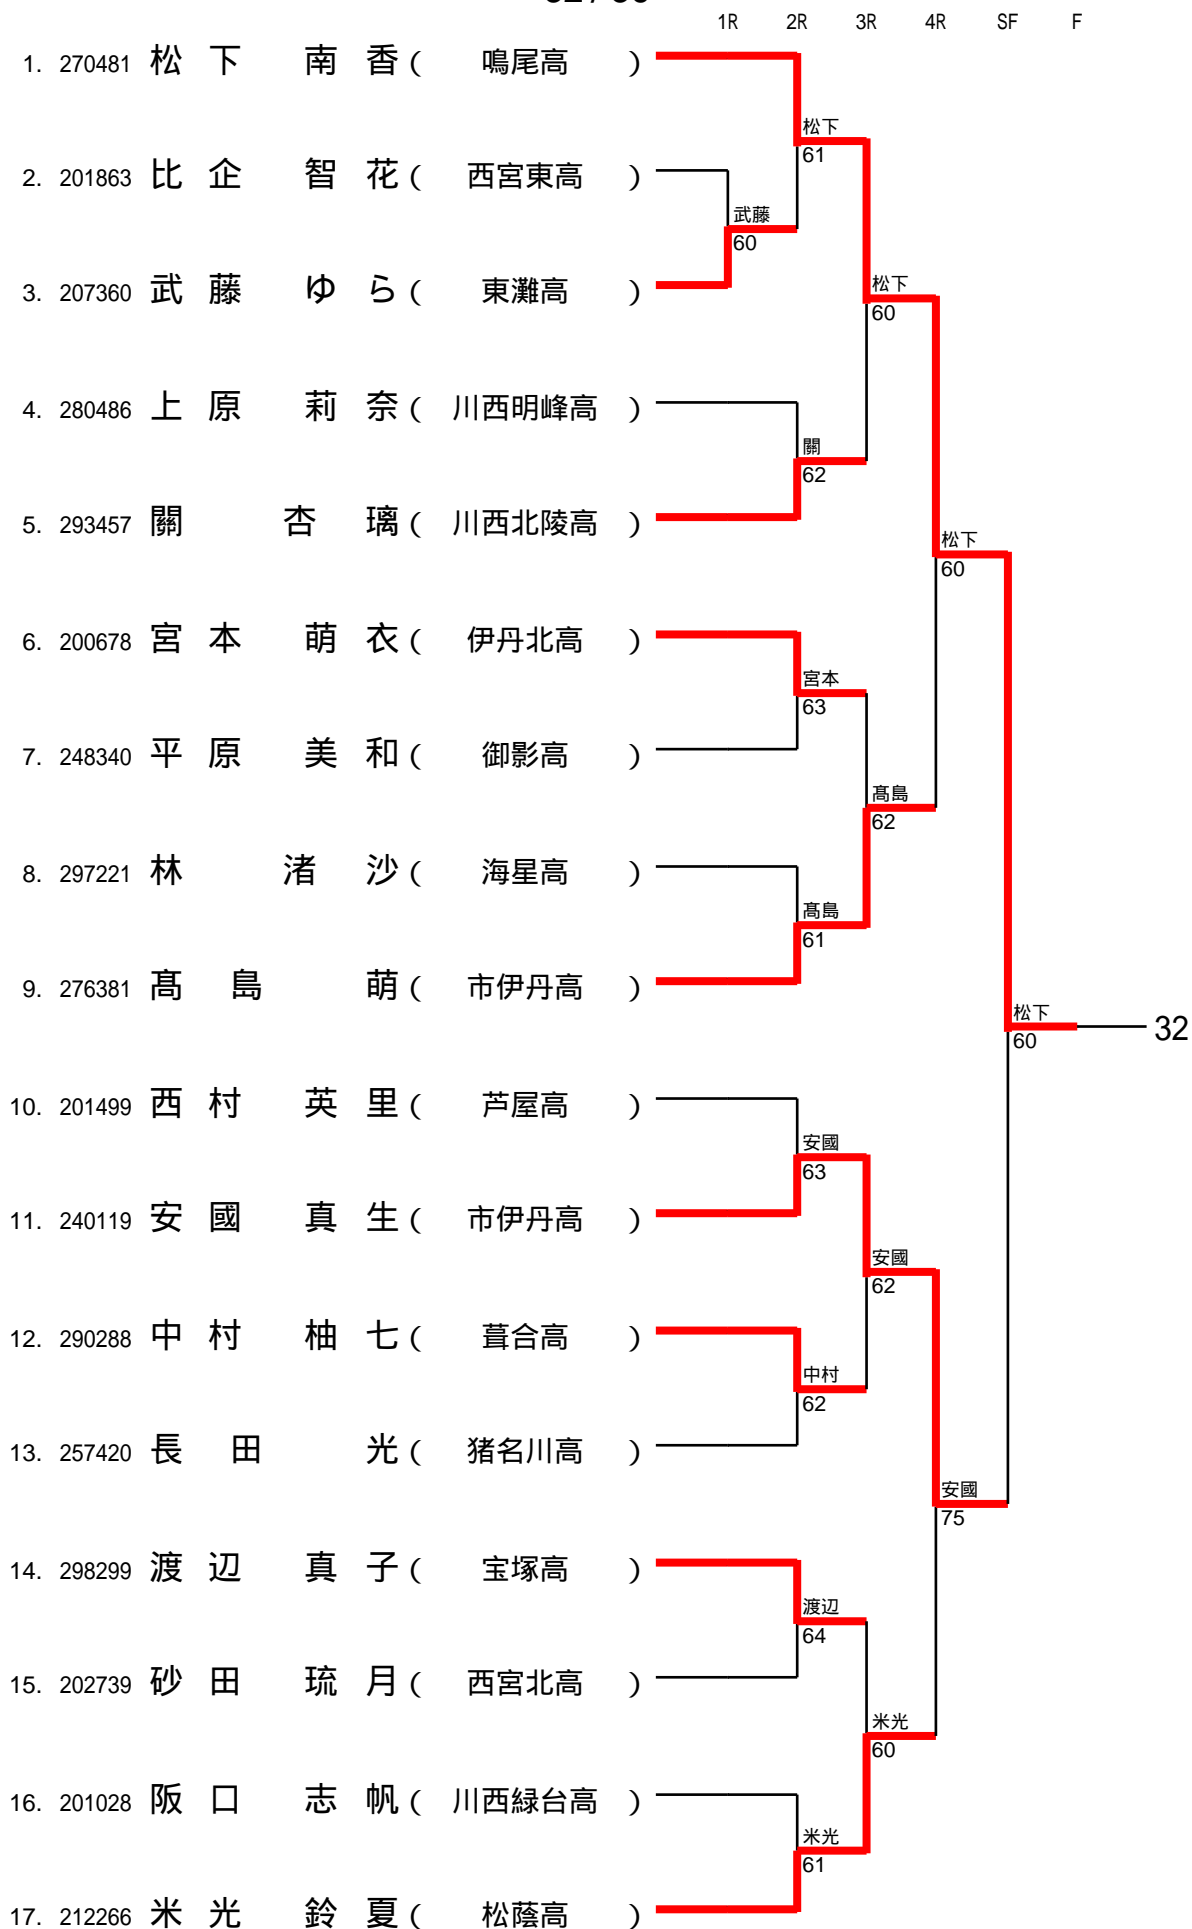 1R 2R 3R 4R SF F
1. 270481 松下 南香 ( 鳴尾高 )
松下
61
2. 201863 比企 智花 ( 西宮東高 )
武藤
60
3. 207360 武藤 ゆら ( 東灘高 )
松下
60
4. 280486 上原 莉奈 ( 川西明峰高 )
關
62
5. 293457 關 杏璃 ( 川西北陵高 )
松下
60
6. 200678 宮本 萌衣 ( 伊丹北高 )
宮本
63
7. 248340 平原 美和 ( 御影高 )
髙島
62
8. 297221 林 渚沙 ( 海星高 )
髙島
61
9. 276381 髙島 萌 ( 市伊丹高 )
松下
60
32
10. 201499 西村 英里 ( 芦屋高 )
安國
63
11. 240119 安國 真生 ( 市伊丹高 )
安國
62
12. 290288 中村 柚七 ( 葺合高 )
中村
62
13. 257420 長田 光 ( 猪名川高 )
安國
75
14. 298299 渡辺 真子 ( 宝塚高 )
渡辺
64
15. 202739 砂田 琉月 ( 西宮北高 )
米光
60
16. 201028 阪口 志帆 ( 川西緑台高 )
米光
61
17. 212266 米光 鈴夏 ( 松蔭高 )